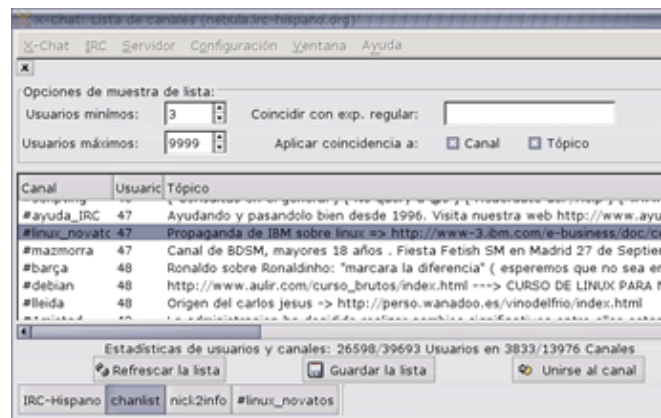 X-Chat: Lista de canales (nebula.irc-hispano.org)
X-Chat IRC Servidor Configuración Ventana Ayuda
Opciones de muestra de lista:
Usuarios minímos: 3 Coincidir con exp. regular:
Usuarios máximos: 9999 Aplicar coincidencia a: Canal Tópico
Canal Usuaric Tópico
#ayuda_IRC 47 Ayudando y pasandolo bien desde 1996. Visita nuestra web http://www.ayu
#linux_novatc 47 Propaganda de IBM sobre linux => http://www-3.ibm.com/e-business/doc/c
#mazmorra 47 Canal de BDSM, mayores 18 años . Fiesta Fetish SM en Madrid 27 de Septie
#barça 48 Ronaldo sobre Ronaldinho: "marcara la diferencia" ( esperemos que no sea e
#debian 48 http://www.aulir.com/curso_brutos/index.html ---> CURSO DE LINUX PARA
#lleida 48 Origen del carlos jesus -> http://perso.wanadoo.es/vinodelfrio/index.html
Estadísticas de usuarios y canales: 26598/39693 Usuarios en 3833/13976 Canales
Refrescar la lista Guardar la lista Unirse al canal
IRC-Hispano chanlist nick2info #linux_novatos